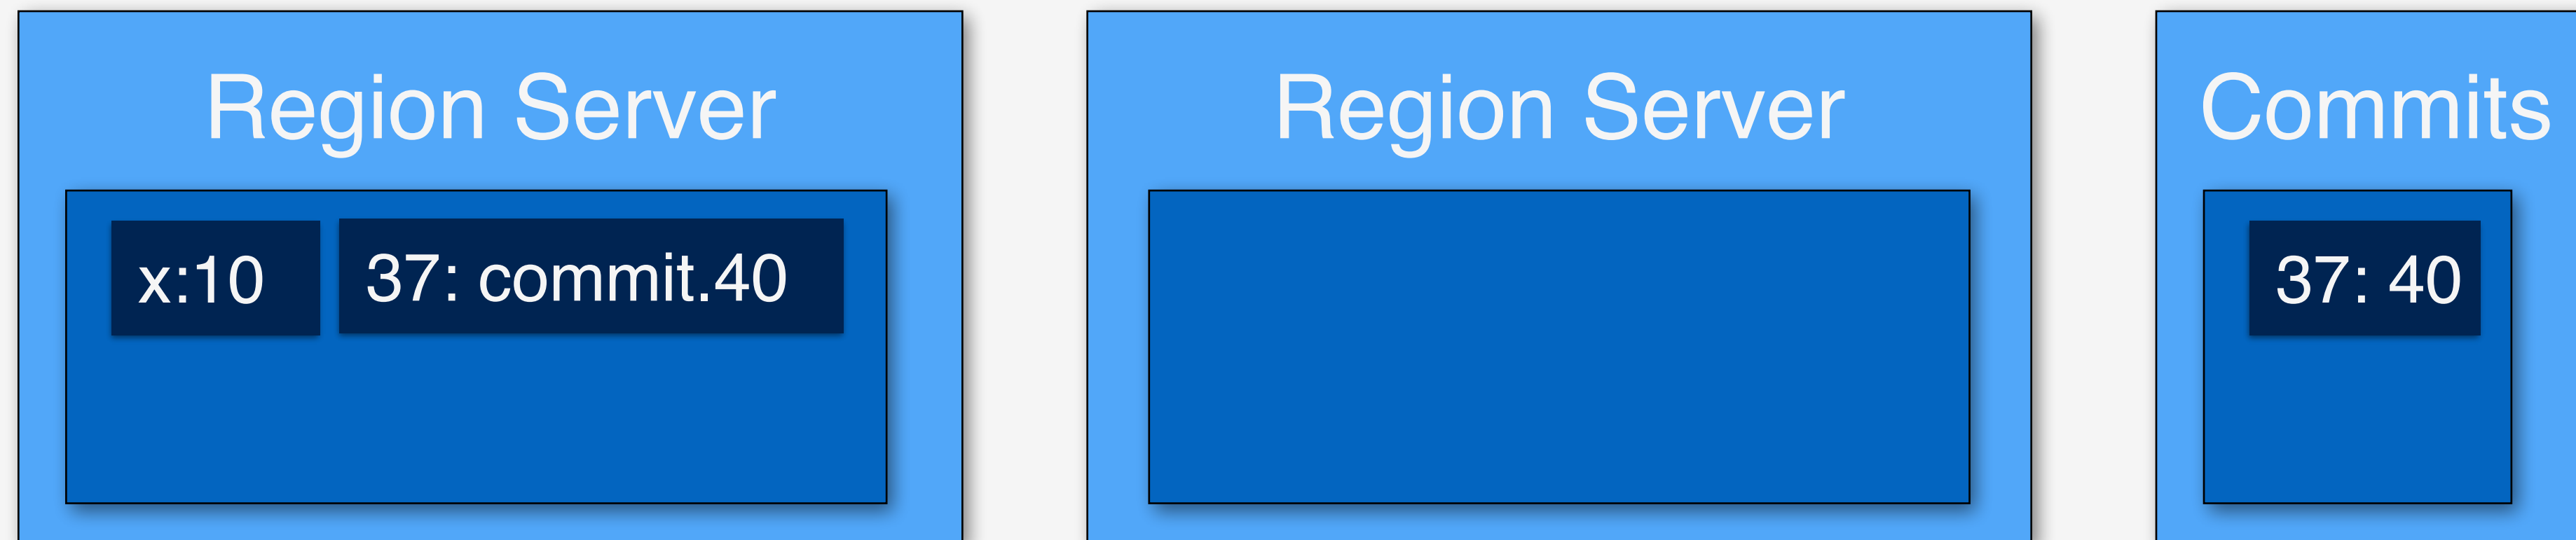 Region Server
x:10
37: commit.40
Region Server
Commits
37: 40